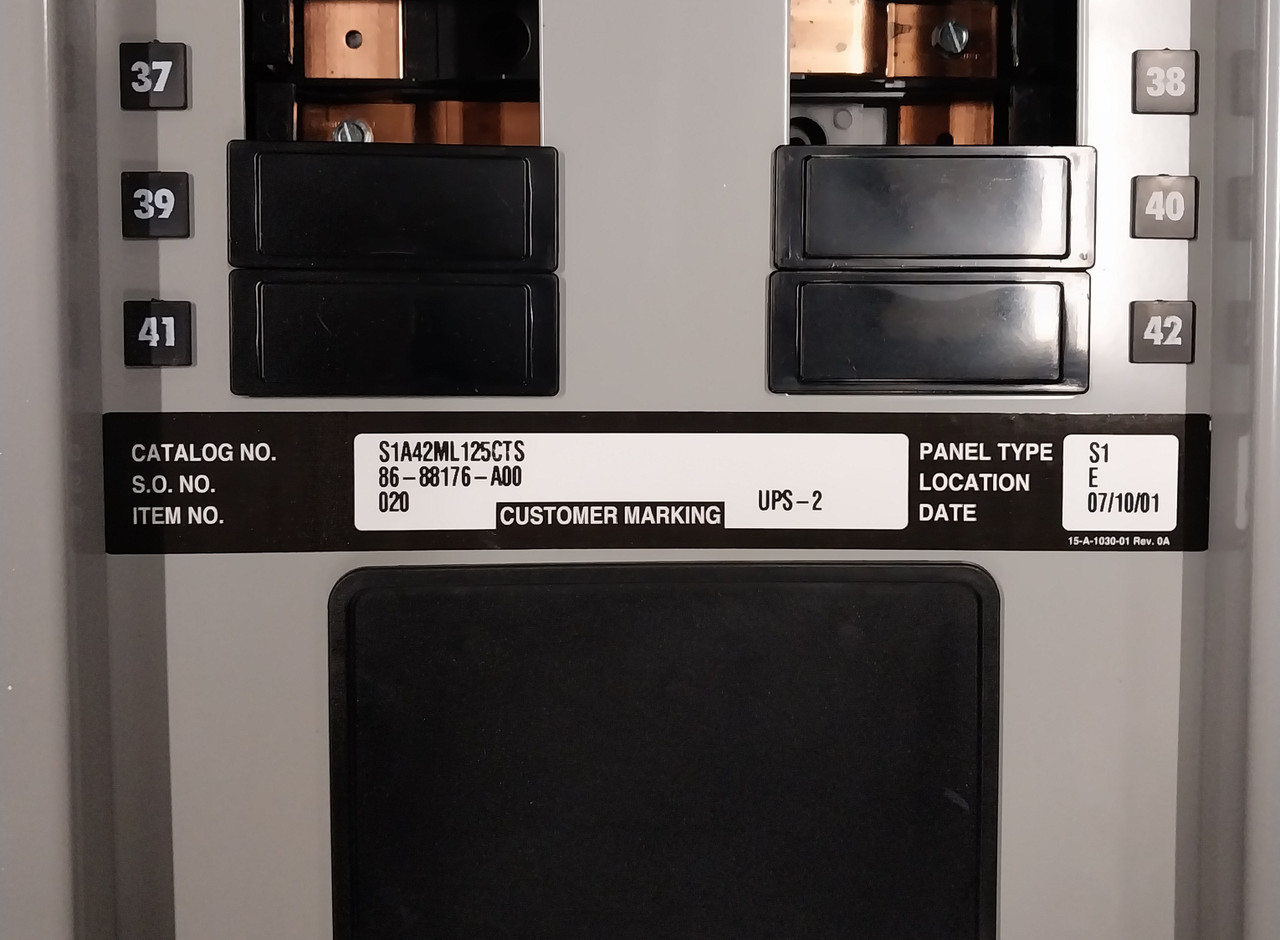 37
38
39
40
41
42
CATALOG NO. S1A42ML125CTS PANEL TYPE S1
S.O. NO. 86-88176-A00 LOCATION E
ITEM NO. 020 CUSTOMER MARKING UPS-2 DATE 07/10/01
15-A-1030-01 Rev. 0A